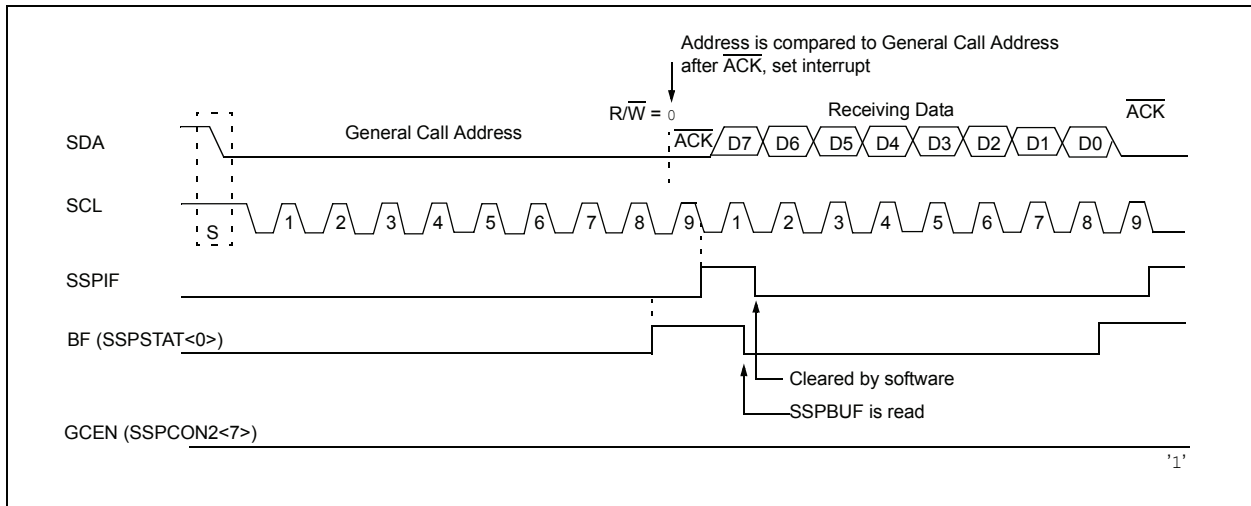 Address is compared to General Call Address
after ACK, set interrupt
R/W = 0
Receiving Data
ACK
SDA
General Call Address
ACK
D7 D6 D5 D4 D3 D2 D1 D0
SCL
S
1 2 3 4 5 6 7 8 9 1 2 3 4 5 6 7 8 9
SSPIF
BF (SSPSTAT<0>)
Cleared by software
SSPBUF is read
GCEN (SSPCON2<7>)
'1'